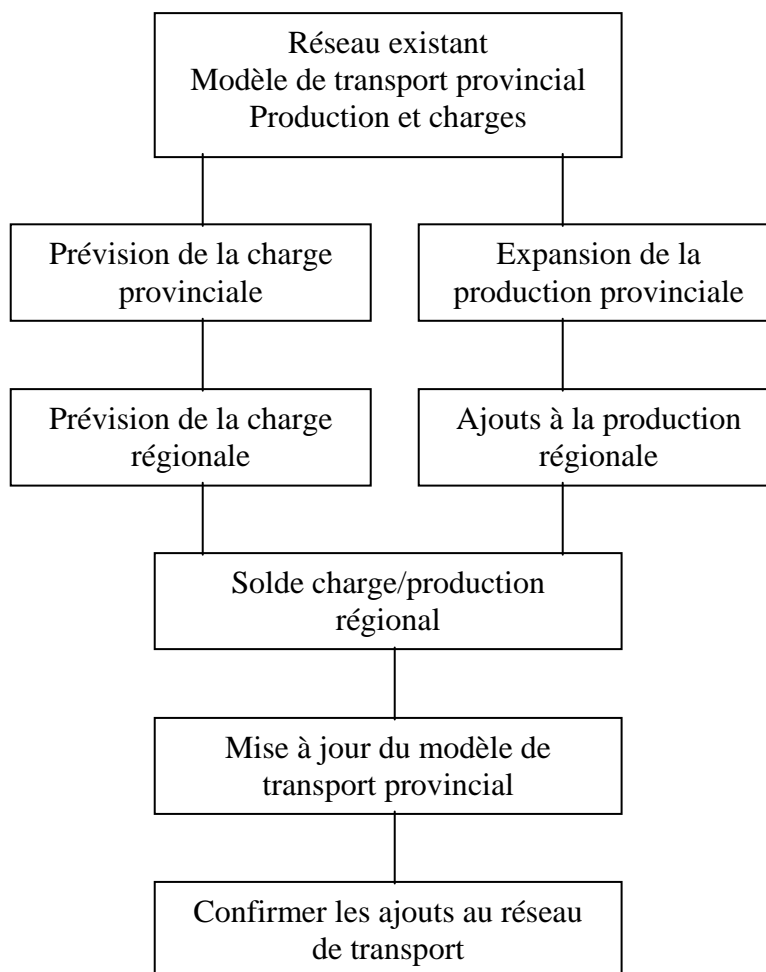 Réseau existant
Modèle de transport provincial
Production et charges
Prévision de la charge
provinciale
Expansion de la
production provinciale
Prévision de la charge
régionale
Ajouts à la production
régionale
Solde charge/production
régional
Mise à jour du modèle de
transport provincial
Confirmer les ajouts au réseau
de transport